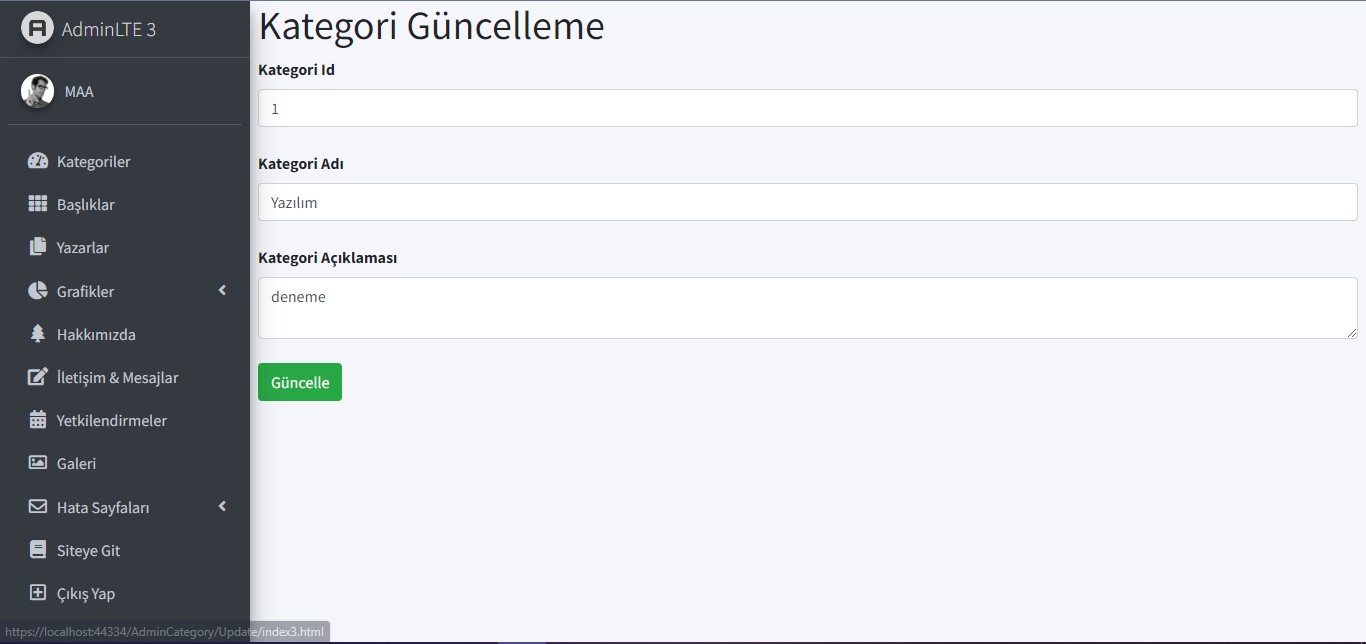 AdminLTE 3
MAA
Kategoriler
Başlıklar
Yazarlar
Grafikler
Hakkımızda
İletişim & Mesajlar
Yetkilendirmeler
Galeri
Hata Sayfaları
Siteye Git
Çıkış Yap
Kategori Güncelleme
Kategori Id
1
Kategori Adı
Yazılım
Kategori Açıklaması
deneme
Güncelle
https://localhost:44334/AdminCategory/Update/index3.html